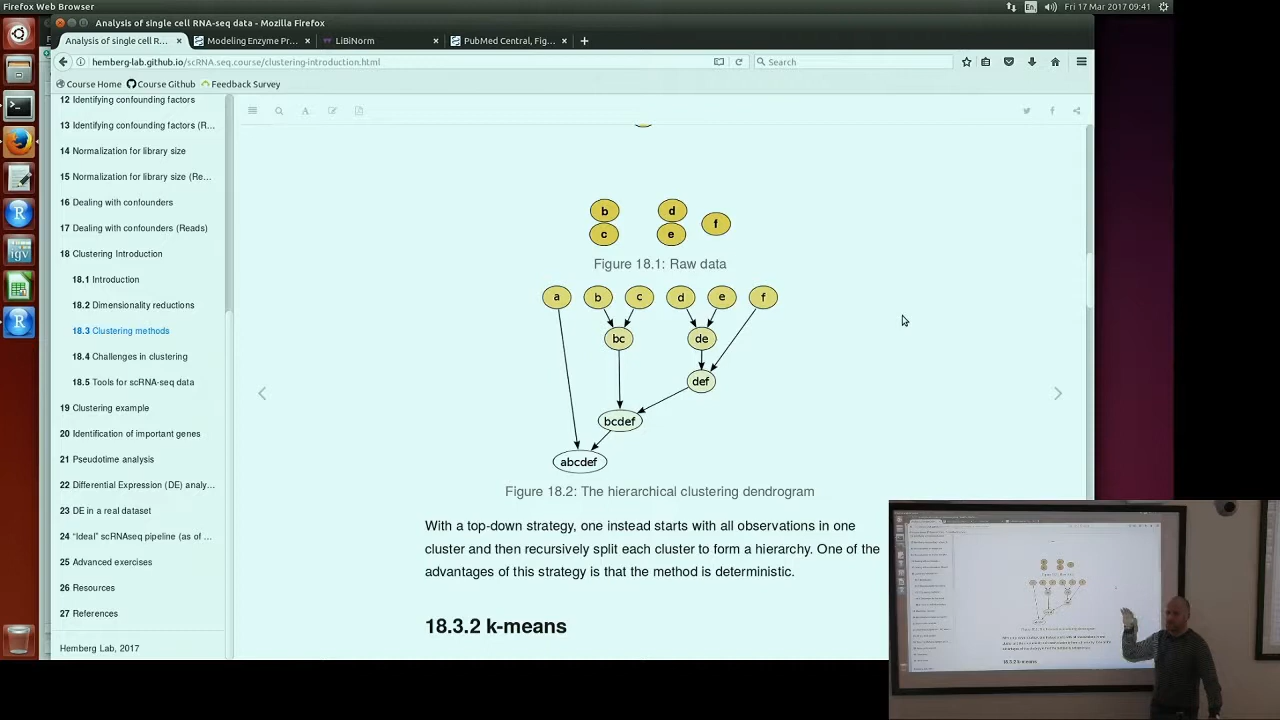 Firefox Web Browser
En
Fri 17 Mar 2017 09:41
Analysis of single cell RNA-seq data - Mozilla Firefox
Analysis of single cell R... ×
Modeling Enzyme Pr... ×
LiBiNorm ×
PubMed Central, Fig... ×
hemberg-lab.github.io/scRNA.seq.course/clustering-introduction.html
Search
Course Home
Course Github
Feedback Survey
12 Identifying confounding factors
13 Identifying confounding factors (R...
14 Normalization for library size
15 Normalization for library size (Re...
16 Dealing with confounders
17 Dealing with confounders (Reads)
18 Clustering Introduction
18.1 Introduction
18.2 Dimensionality reductions
18.3 Clustering methods
18.4 Challenges in clustering
18.5 Tools for scRNA-seq data
19 Clustering example
20 Identification of important genes
21 Pseudotime analysis
22 Differential Expression (DE) analy...
23 DE in a real dataset
24 “Ideal” scRNAseq pipeline (as of ...
25 Advanced exercises
26 Resources
27 References
Hemberg Lab, 2017
A
b d
f
c e
Figure 18.1: Raw data
a b c d e f
bc de
def
bcdef
abcdef
Figure 18.2: The hierarchical clustering dendrogram
With a top-down strategy, one instead starts with all observations in one
cluster and then recursively split each cluster to form a hierarchy. One of the
advantages of this strategy is that the method is deterministic.
18.3.2 k-means
R
igv
R
18.3.2 k-means